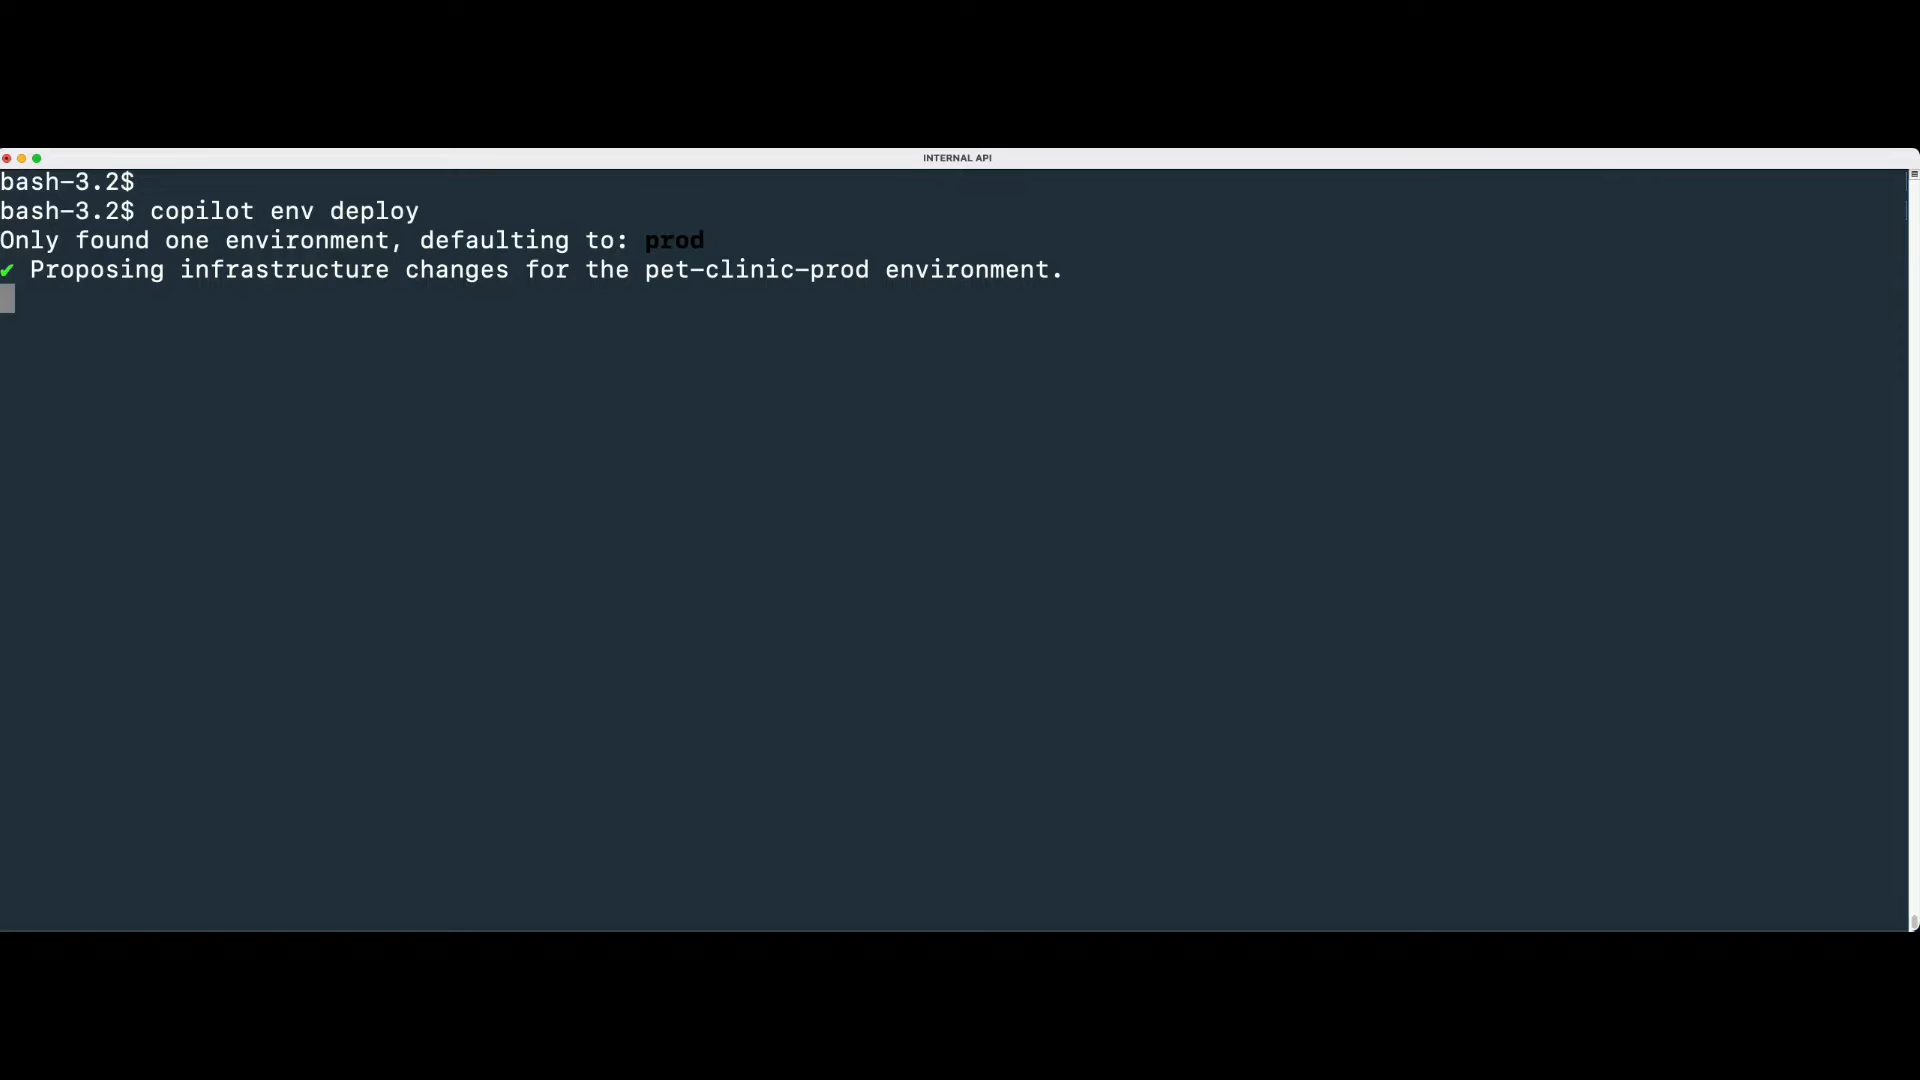 INTERNAL API
bash-3.2$
bash-3.2$ copilot env deploy
Only found one environment, defaulting to: prod
✔ Proposing infrastructure changes for the pet-clinic-prod environment.